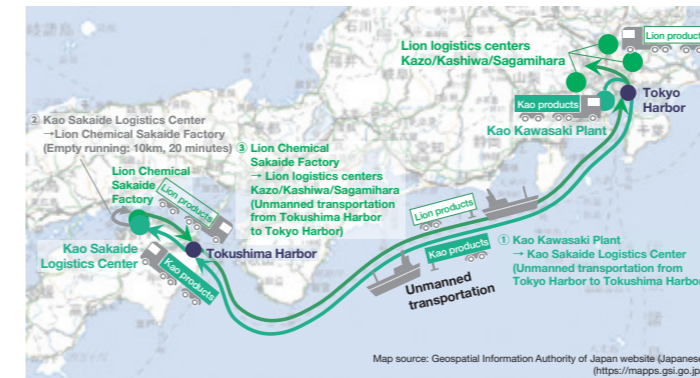 Lion logistics centers
Kazo/Kashiwa/Sagamihara
Lion products
Kao products
Tokyo
Harbor
Kao Kawasaki Plant
② Kao Sakaide Logistics Center
→Lion Chemical Sakaide Factory
(Empty running: 10km, 20 minutes)
Lion Chemical
Sakaide
Factory
Lion products
③ Lion Chemical
Sakaide Factory
→ Lion logistics centers
Kazo/Kashiwa/Sagamihara
(Unmanned transportation
from Tokushima Harbor
to Tokyo Harbor)
Kao Sakaide
Logistics Center
Kao products
Tokushima Harbor
Lion products
Kao products
Unmanned
transportation
① Kao Kawasaki Plant
→ Kao Sakaide Logistics Center
(Unmanned transportation from
Tokyo Harbor to Tokushima Harbor
Map source: Geospatial Information Authority of Japan website (Japanese
(https://mapps.gsi.go.jp